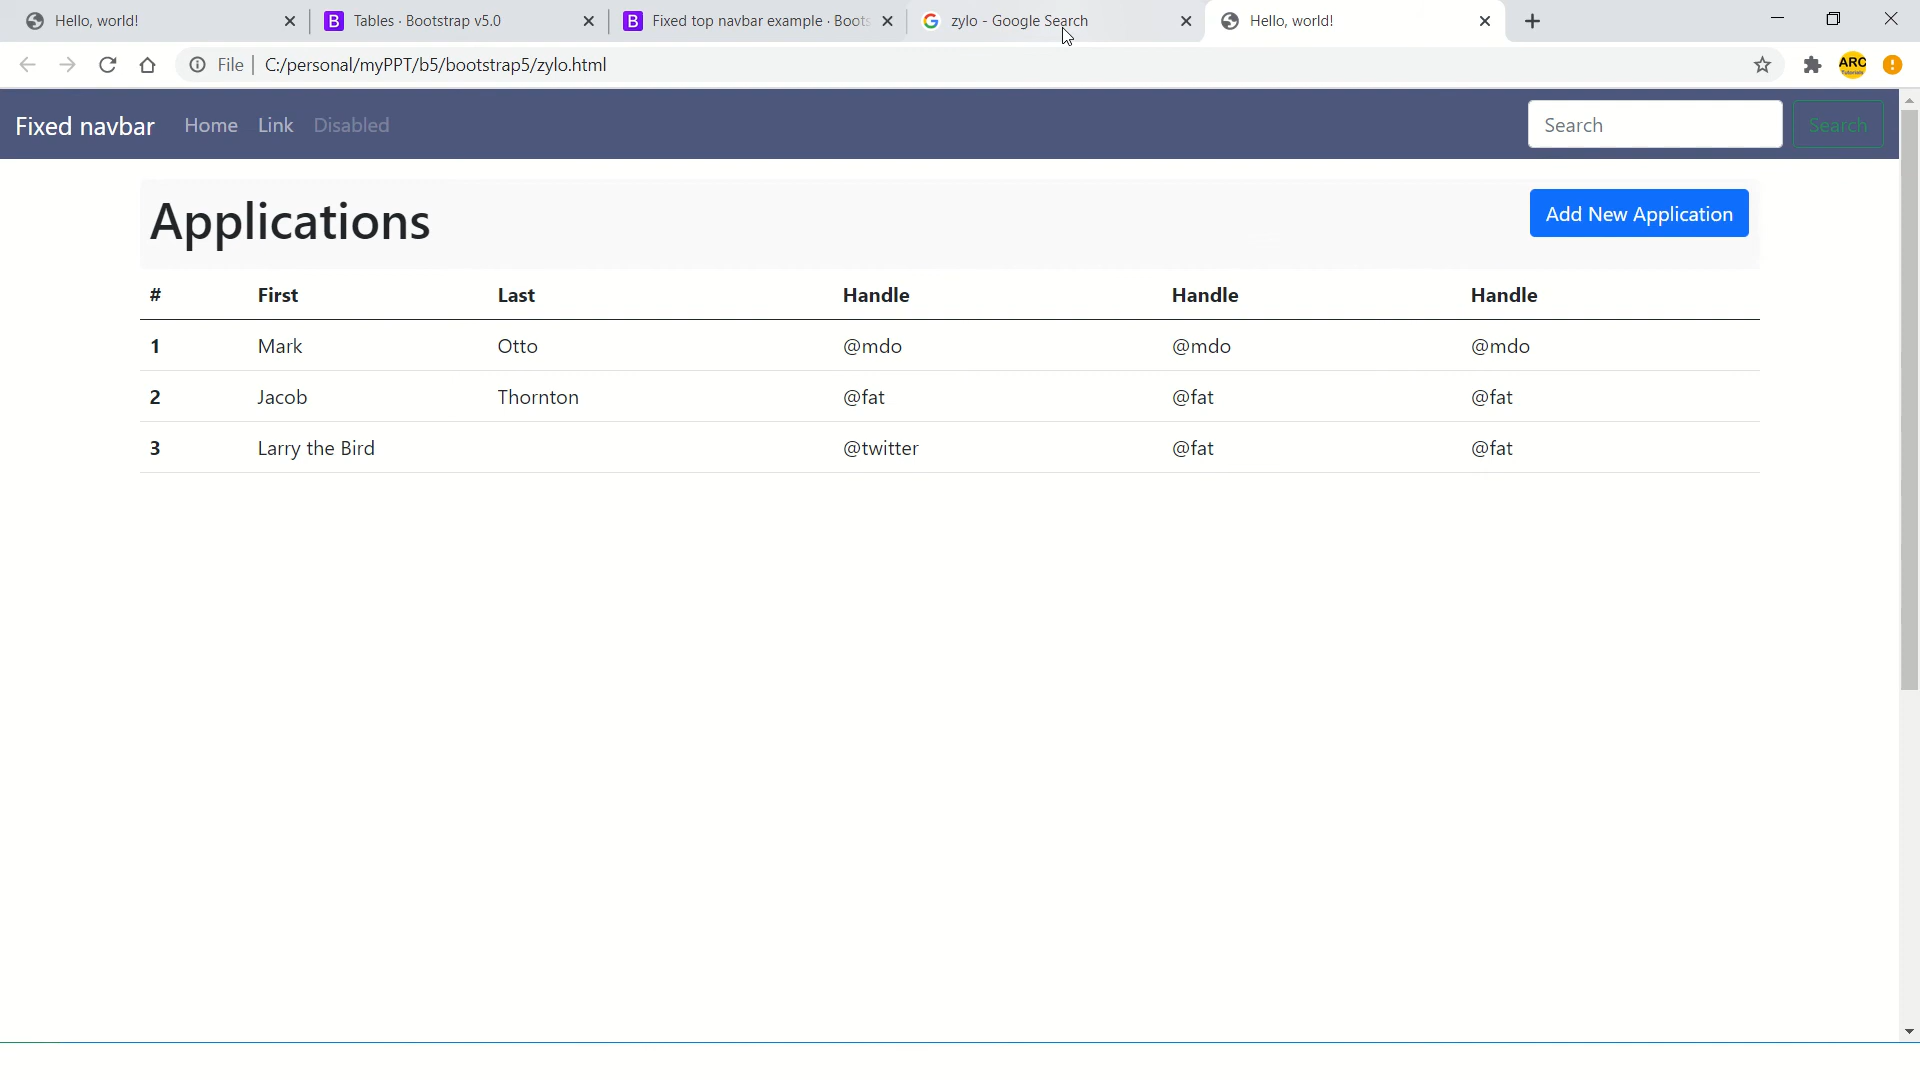 Hello, world! Tables · Bootstrap v5.0 Fixed top navbar example · Boots zylo - Google Search Hello, world!
File C:/personal/myPPT/b5/bootstrap5/zylo.html ARC Tutorials
Fixed navbar Home Link Disabled Search Search
Applications Add New Application
# First Last Handle Handle Handle
1 Mark Otto @mdo @mdo @mdo
2 Jacob Thornton @fat @fat @fat
3 Larry the Bird @twitter @fat @fat